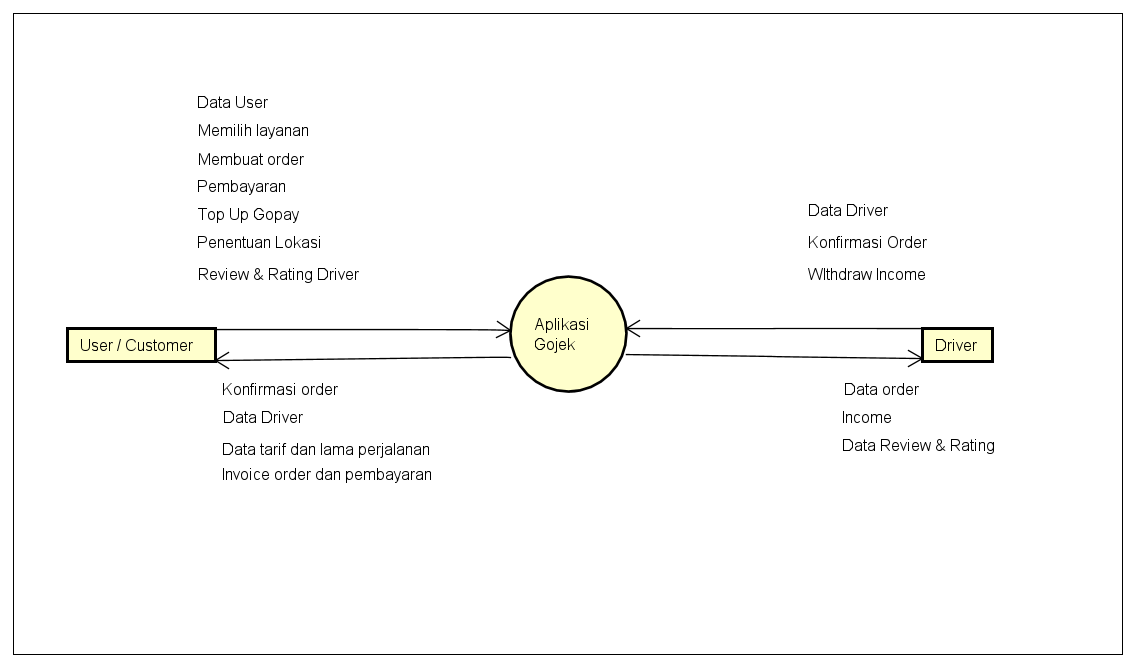 Data User
Memilih layanan
Membuat order
Pembayaran
Top Up Gopay
Penentuan Lokasi
Review & Rating Driver
Data Driver
Konfirmasi Order
WIthdraw Income
User / Customer
Aplikasi
Gojek
Driver
Konfirmasi order
Data Driver
Data tarif dan lama perjalanan
Invoice order dan pembayaran
Data order
Income
Data Review & Rating